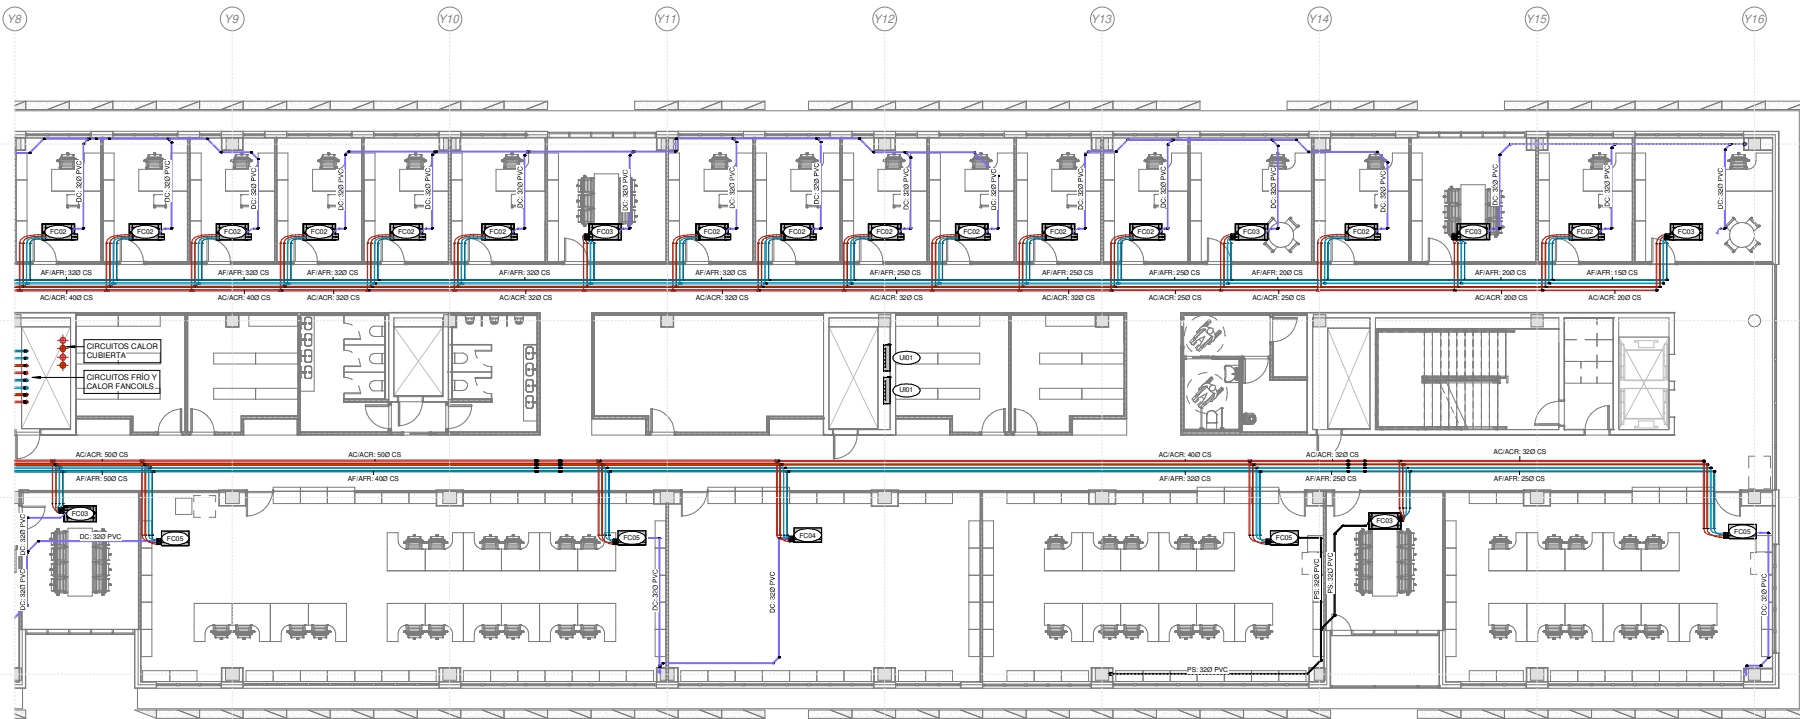 Y8 Y9 Y10 Y11 Y12 Y13 Y14 Y15 Y16
DC: 32Ø PVC DC: 32Ø PVC DC: 32Ø PVC DC: 32Ø PVC DC: 32Ø PVC DC: 32Ø PVC DC: 32Ø PVC DC: 32Ø PVC DC: 32Ø PVC DC: 32Ø PVC DC: 32Ø PVC DC: 32Ø PVC DC: 32Ø PVC DC: 32Ø PVC DC: 32Ø PVC DC: 32Ø PVC DC: 32Ø PVC DC: 32Ø PVC
FC02 FC02 FC02 FC02 FC02 FC02 FC03 FC02 FC02 FC02 FC02 FC02 FC02 FC03 FC02 FC03 FC02 FC03
AF/AFR: 32Ø CS AF/AFR: 32Ø CS AF/AFR: 32Ø CS AF/AFR: 32Ø CS AF/AFR: 32Ø CS AF/AFR: 25Ø CS AF/AFR: 25Ø CS AF/AFR: 25Ø CS AF/AFR: 20Ø CS AF/AFR: 20Ø CS AF/AFR: 15Ø CS
AC/ACR: 40Ø CS AC/ACR: 40Ø CS AC/ACR: 32Ø CS AC/ACR: 32Ø CS AC/ACR: 32Ø CS AC/ACR: 32Ø CS AC/ACR: 32Ø CS AC/ACR: 25Ø CS AC/ACR: 25Ø CS AC/ACR: 20Ø CS AC/ACR: 20Ø CS
CIRCUITOS CALOR
CUBIERTA
CIRCUITOS FRÍO Y
CALOR FANCOILS
UI01
UI01
AC/ACR: 50Ø CS AC/ACR: 50Ø CS AC/ACR: 40Ø CS AC/ACR: 32Ø CS AC/ACR: 32Ø CS
AF/AFR: 50Ø CS AF/AFR: 40Ø CS AF/AFR: 32Ø CS AF/AFR: 25Ø CS AF/AFR: 25Ø CS
FC03 FC05 FC05 FC04 FC05 FC03 FC05
DC: 32Ø PVC
DC: 32Ø PVC DC: 32Ø PVC DC: 32Ø PVC DC: 32Ø PVC PS: 32Ø PVC PS: 32Ø PVC DC: 32Ø PVC
PS: 32Ø PVC